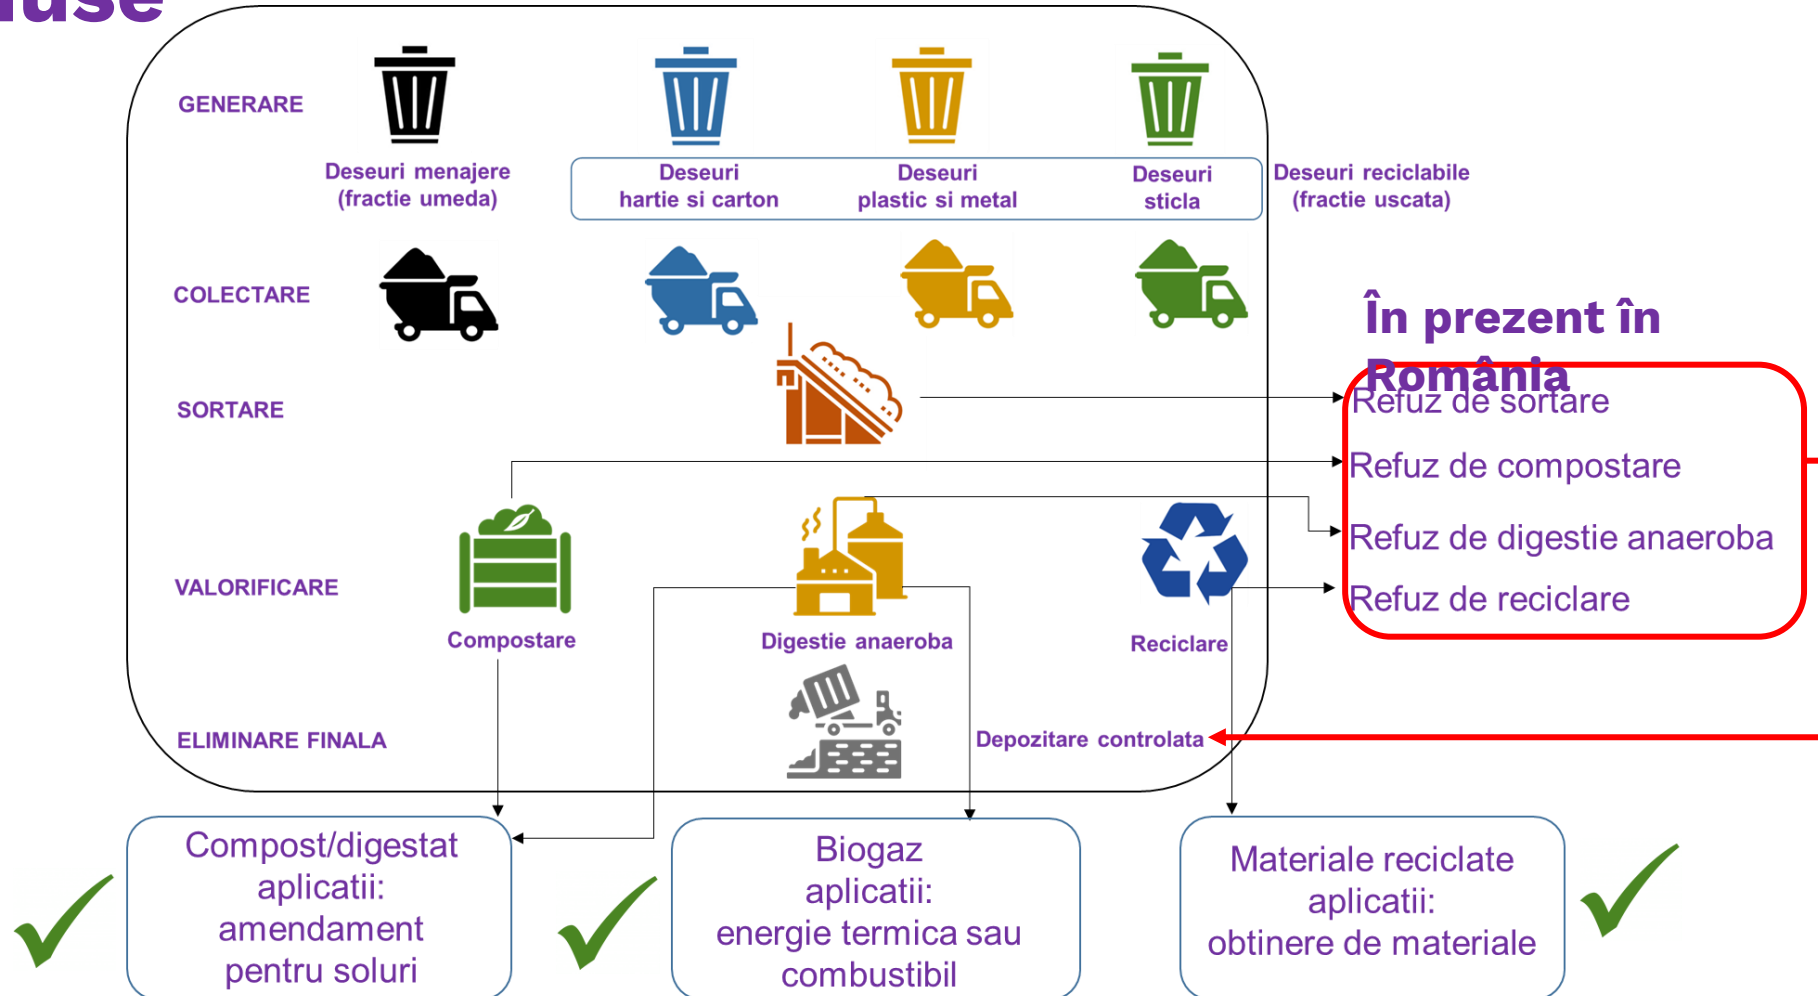 GENERARE
Deseuri menajere
(fractie umeda)
Deseuri
hartie si carton
Deseuri
plastic si metal
Deseuri
sticla
Deseuri reciclabile
(fractie uscata)
COLECTARE
În prezent în
România
SORTARE
Refuz de sortare
Refuz de compostare
Refuz de digestie anaeroba
Refuz de reciclare
VALORIFICARE
Compostare
Digestie anaeroba
Reciclare
ELIMINARE FINALA
Depozitare controlata
Compost/digestat
aplicatii:
amendament
pentru soluri
Biogaz
aplicatii:
energie termica sau
combustibil
Materiale reciclate
aplicatii:
obtinere de materiale